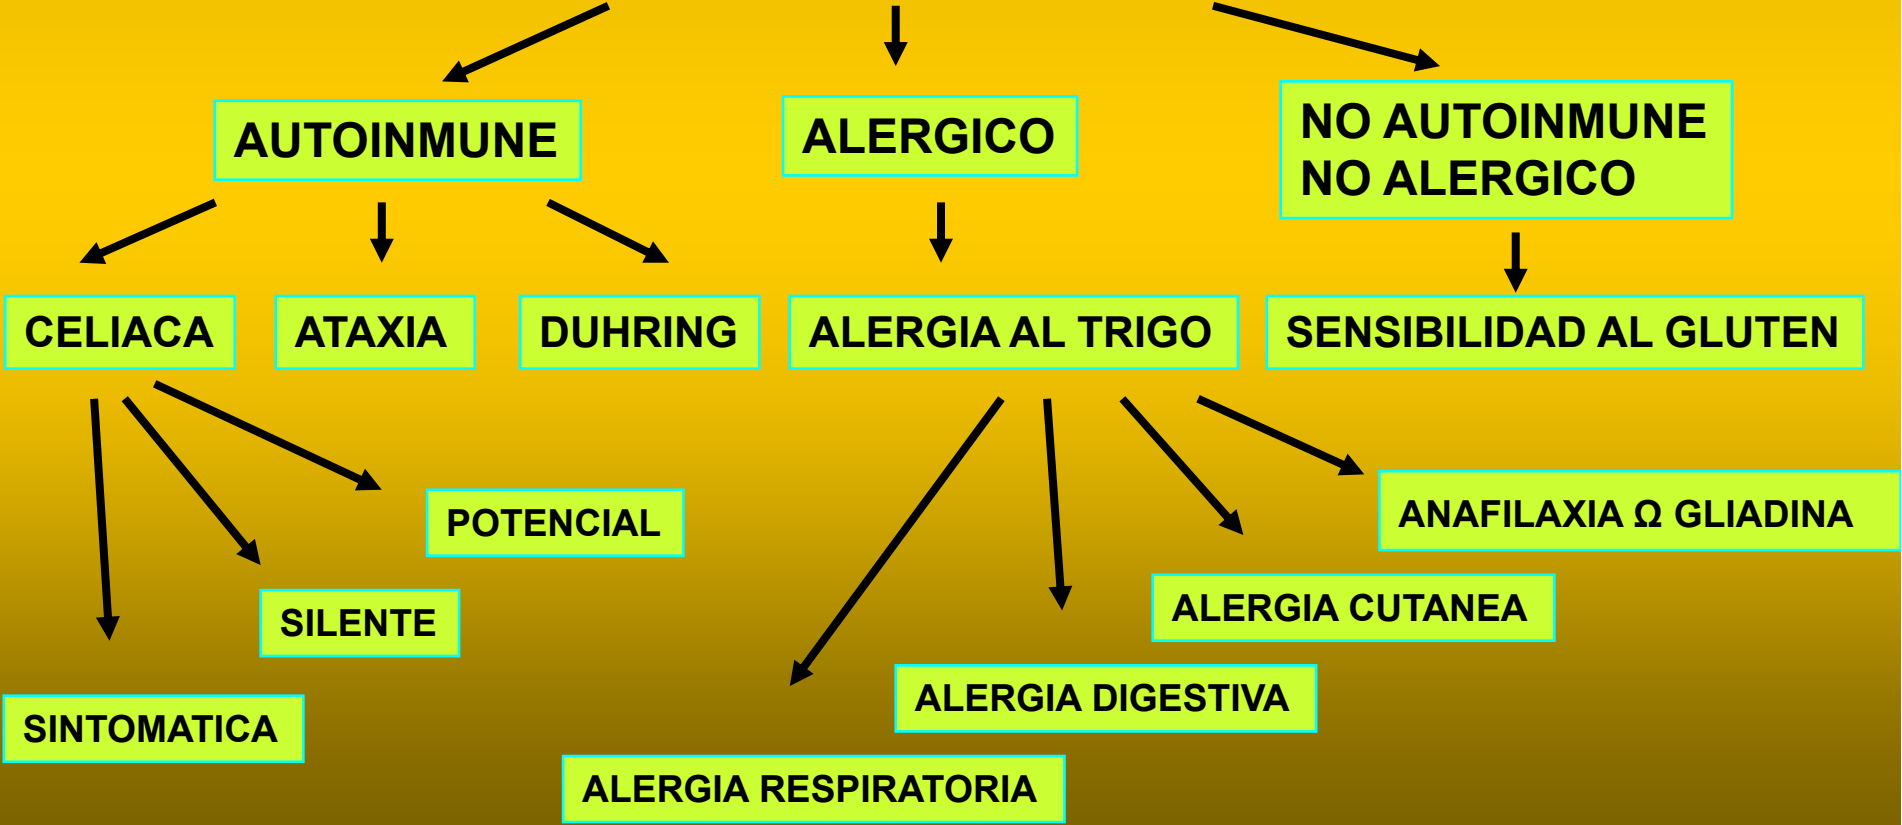 AUTOINMUNE
ALERGICO
NO AUTOINMUNE
NO ALERGICO
CELIACA
ATAXIA
DUHRING
ALERGIA AL TRIGO
SENSIBILIDAD AL GLUTEN
POTENCIAL
SILENTE
SINTOMATICA
ANAFILAXIA Ω GLIADINA
ALERGIA CUTANEA
ALERGIA DIGESTIVA
ALERGIA RESPIRATORIA